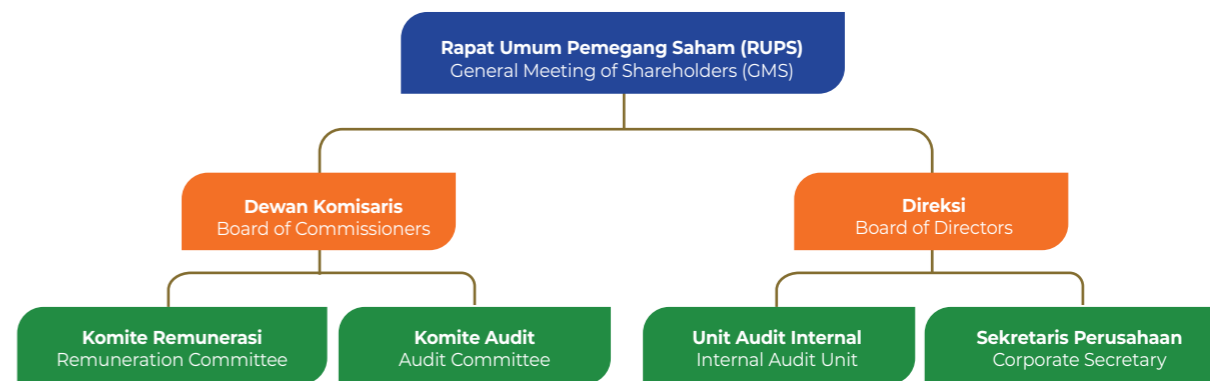 Rapat Umum Pemegang Saham (RUPS)
General Meeting of Shareholders (GMS)
Dewan Komisaris
Board of Commissioners
Direksi
Board of Directors
Komite Remunerasi
Remuneration Committee
Komite Audit
Audit Committee
Unit Audit Internal
Internal Audit Unit
Sekretaris Perusahaan
Corporate Secretary